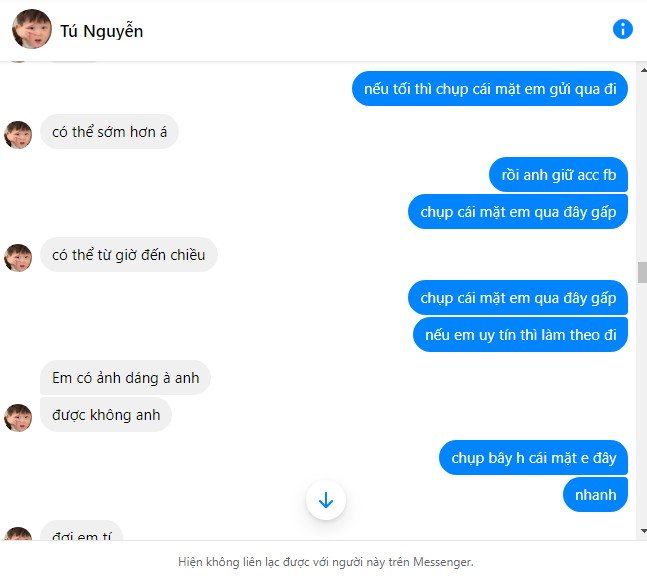 Tú Nguyễn
nếu tối thì chụp cái mặt em gửi qua đi
có thể sớm hơn á
rồi anh giữ acc fb
chụp cái mặt em qua đây gấp
có thể từ giờ đến chiều
chụp cái mặt em qua đây gấp
nếu em uy tín thì làm theo đi
Em có ảnh dáng à anh
được không anh
chụp bây h cái mặt e đây
nhanh
đợi em tí
Hiện không liên lạc được với người này trên Messenger.